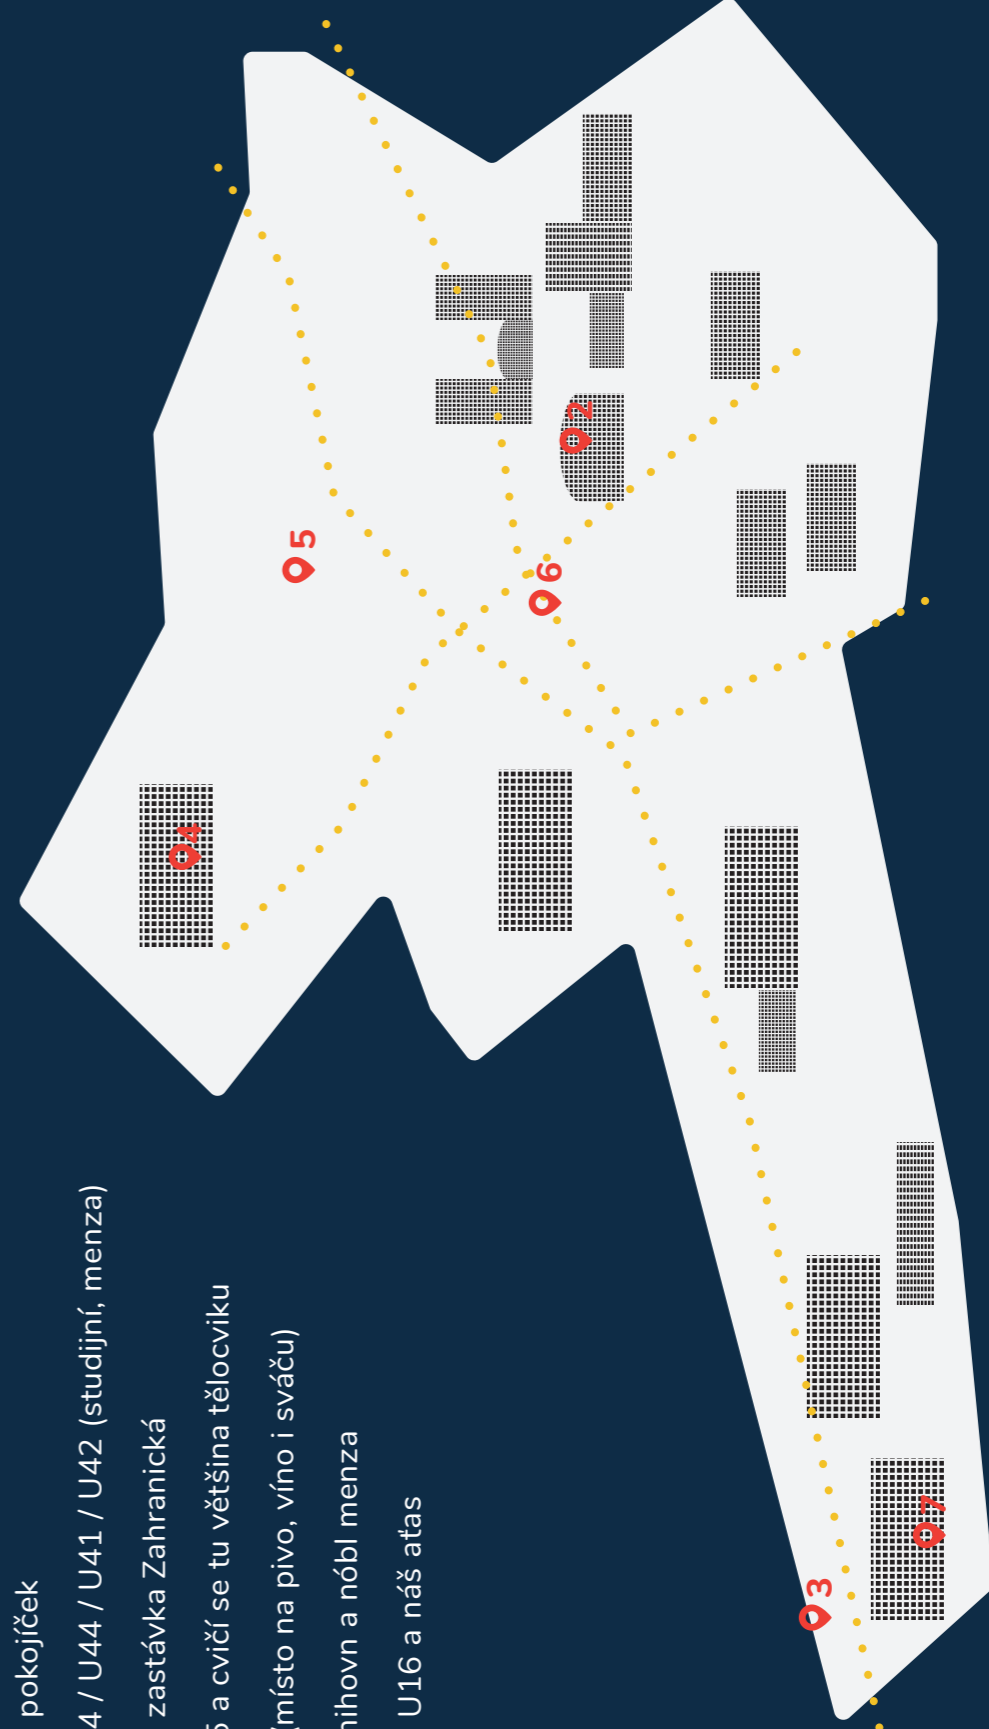 pokojíček
4 / U44 / U41 / U42 (studijní, menza)
zastávka Zahranická
a cvičí se tu většina tělocviku
(místo na pivo, víno i sváču)
nihovn a nóbl menza
U16 a náš aťas
4
5
6
2
3
7